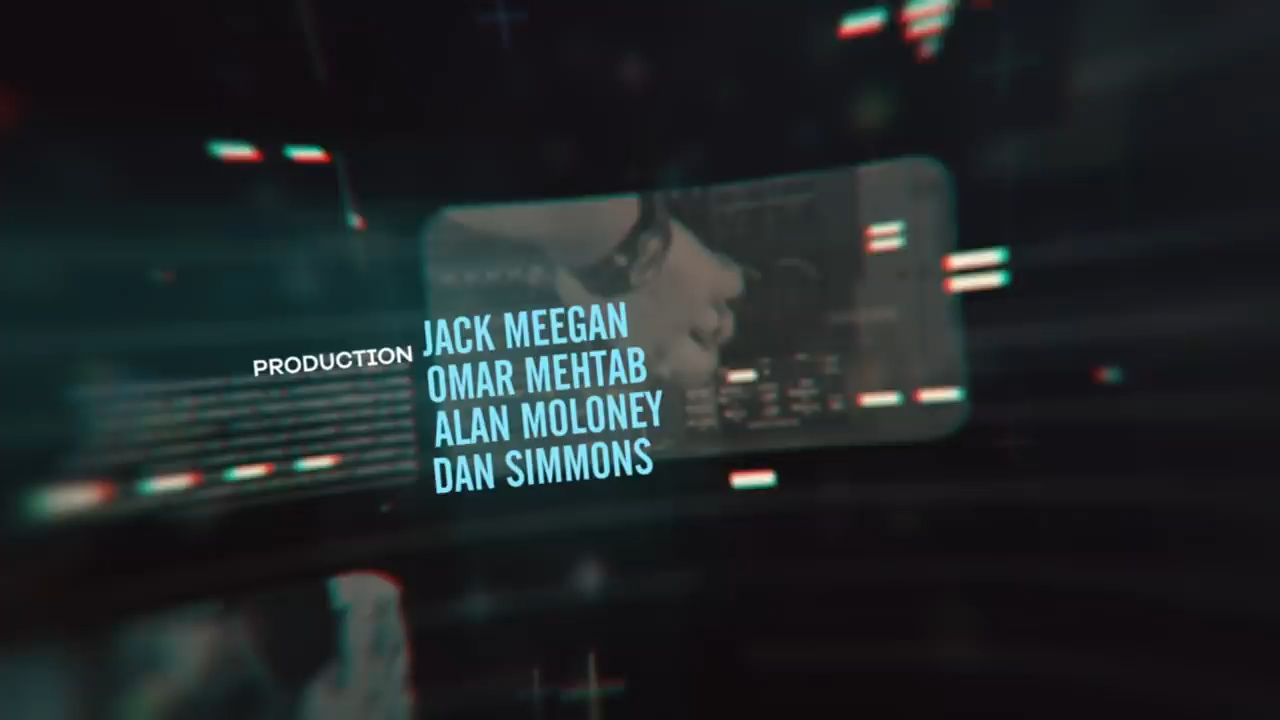 PRODUCTION
JACK MEEGAN
OMAR MEHTAB
ALAN MOLONEY
DAN SIMMONS